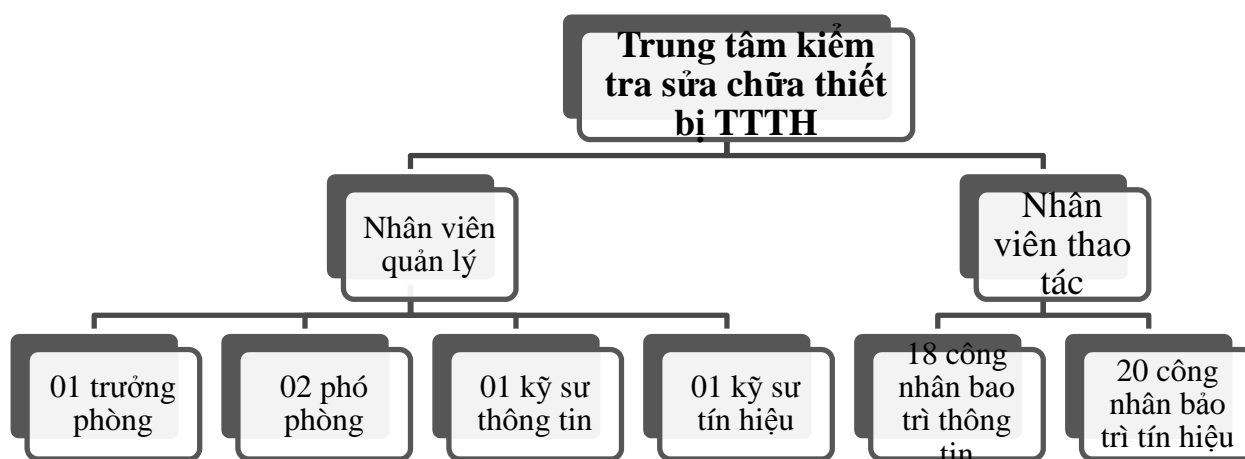 Trung tâm kiểm
tra sửa chữa thiết
bị TTTH
Nhân viên
quản lý
Nhân
viên thao
tác
01 trưởng
phòng
02 phó
phòng
01 kỹ sư
thông tin
01 kỹ sư
tín hiệu
18 công
nhân bao
trì thông
tin
20 công
nhân bảo
trì tín hiệu